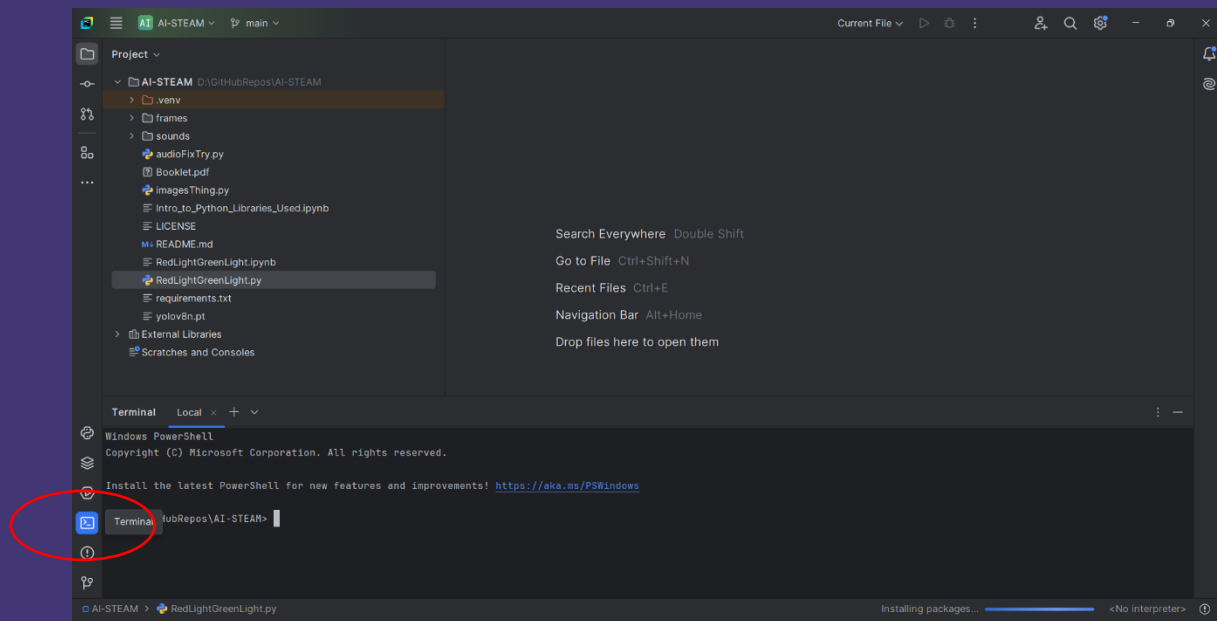 AI AI-STEAM main Current File
Project
AI-STEAM D:\GitHubRepos\AI-STEAM
.venv
frames
sounds
audioFixTry.py
Booklet.pdf
imagesThing.py
Intro_to_Python_Libraries_Used.ipynb
LICENSE
M↓ README.md
RedLightGreenLight.ipynb
RedLightGreenLight.py
requirements.txt
yolov8n.pt
External Libraries
Scratches and Consoles
Search Everywhere Double Shift
Go to File Ctrl+Shift+N
Recent Files Ctrl+E
Navigation Bar Alt+Home
Drop files here to open them
Terminal Local
Windows PowerShell
Copyright (C) Microsoft Corporation. All rights reserved.
Install the latest PowerShell for new features and improvements! https://aka.ms/PSWindows
Terminal HubRepos\AI-STEAM>
AI-STEAM > RedLightGreenLight.py Installing packages... <No interpreter>